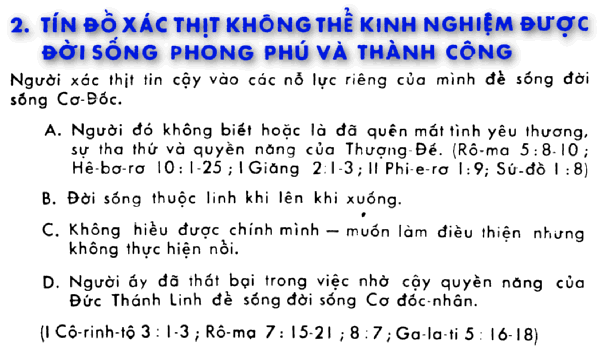 2. TÍN ĐỒ XÁC THỊT KHÔNG THỂ KINH NGHIỆM ĐƯỢC
ĐỜI SỐNG PHONG PHÚ VÀ THÀNH CÔNG
Người xác thịt tin cậy vào các nỗ lực riêng của mình để sống đời
sống Cơ-Đốc.
A. Người đó không biết hoặc là đã quên mất tình yêu thương,
sự tha thứ và quyền năng của Thượng-Đế. (Rô-ma 5:8-10;
Hê-bơ-rơ 10:1-25; I Giăng 2:1-3; II Phi-e-rơ 1:9; Sứ-đồ 1:8)
B. Đời sống thuộc linh khi lên khi xuống.
C. Không hiểu được chính mình — muốn làm điều thiện nhưng
không thực hiện nổi.
D. Người ấy đã thất bại trong việc nhờ cậy quyền năng của
Đức Thánh Linh để sống đời sống Cơ đốc-nhân.
(I Cô-rinh-tô 3:1-3; Rô-mạ 7:15-21; 8:7; Ga-la-ti 5:16-18)